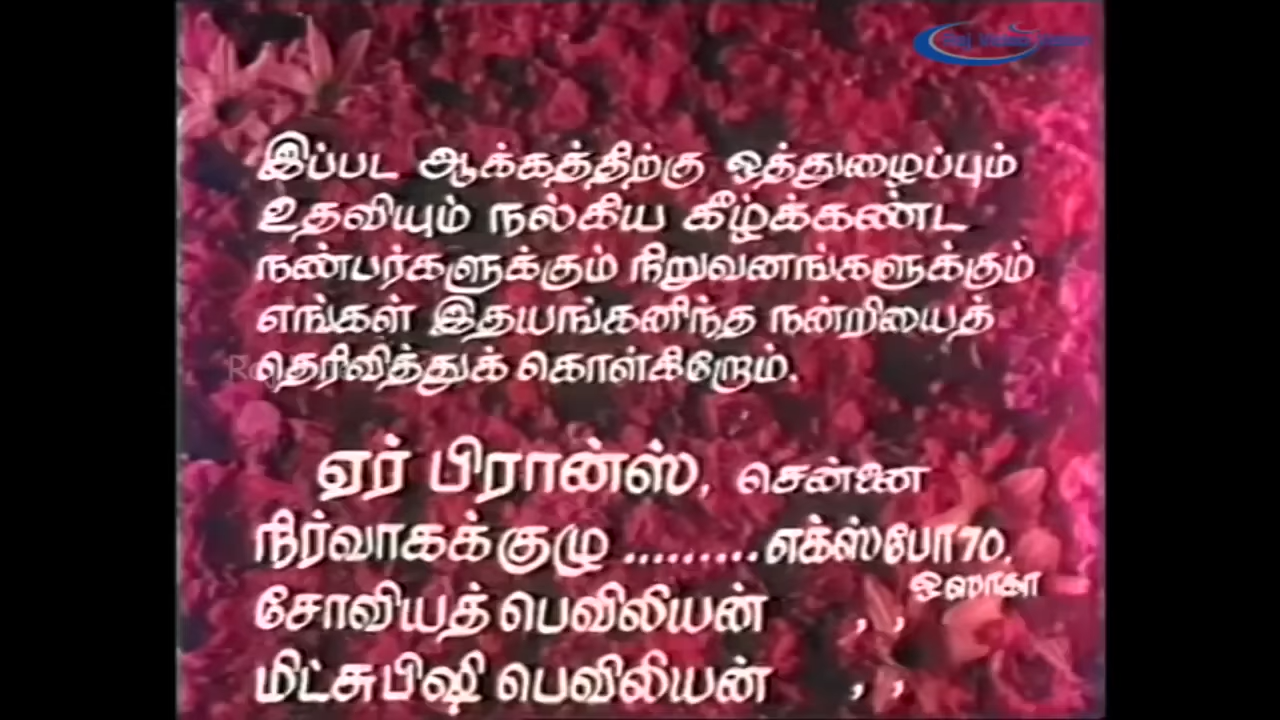 இப்பட ஆக்கத்திற்கு ஒத்துழைப்பும்
உதவியும் நல்கிய கீழ்க்கண்ட
நண்பர்களுக்கும் நிறுவனங்களுக்கும்
எங்கள் இதயங்கனிந்த நன்றியைத்
தெரிவித்துக் கொள்கிறோம்.
ஏர் பிரான்ஸ், சென்னை
நிர்வாகக்குழு .......... எக்ஸ்போ 70,
ஒஸாகா
சோவியத் பெவிலியன் , ,
மிட்சுபிஷி பெவிலியன் , ,